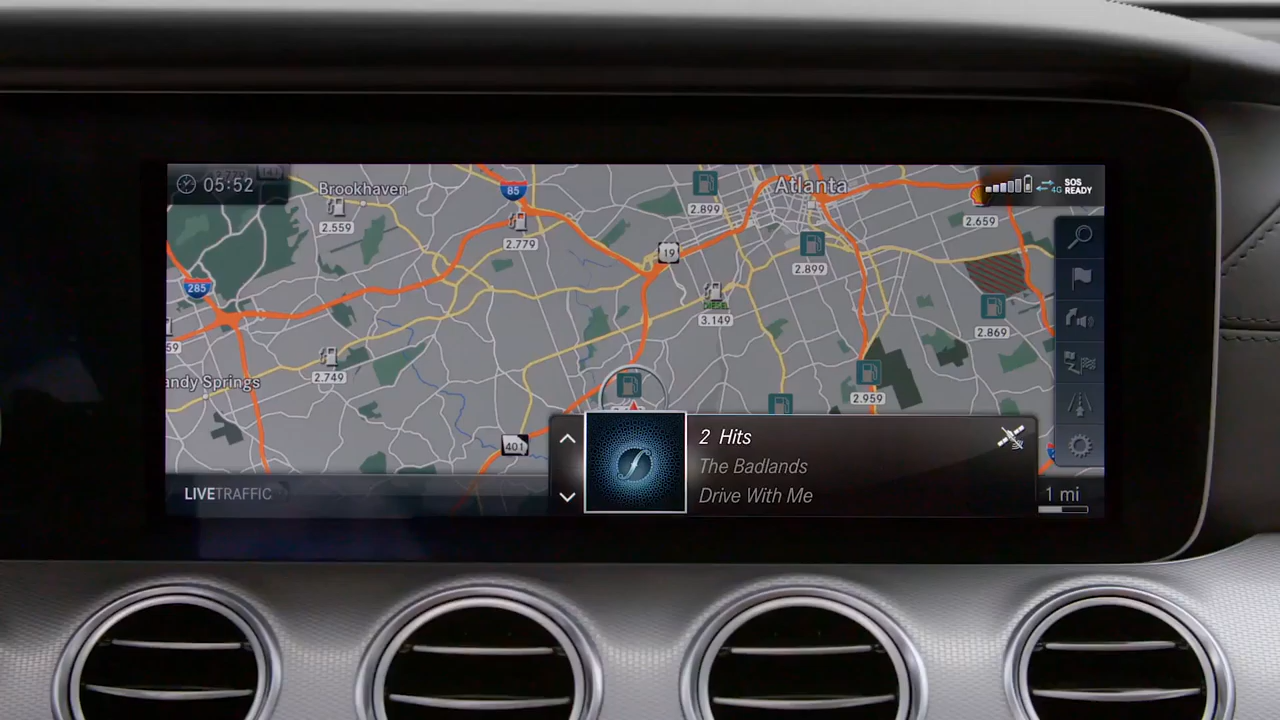 05:52
141
SOS
READY
4G
Brookhaven
Atlanta
85
2.899
2.559
2.659
2.779
19
2.899
285
DIESEL
3.149
2.869
59
2.749
andy Springs
2.959
401
2 Hits
The Badlands
Drive With Me
LIVETRAFFIC
1 mi